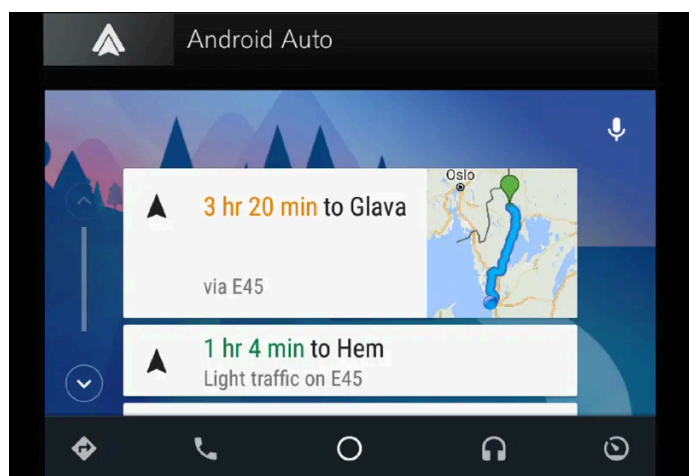 Android Auto
3 hr 20 min to Glava
via E45
Oslo
1 hr 4 min to Hem
Light traffic on E45